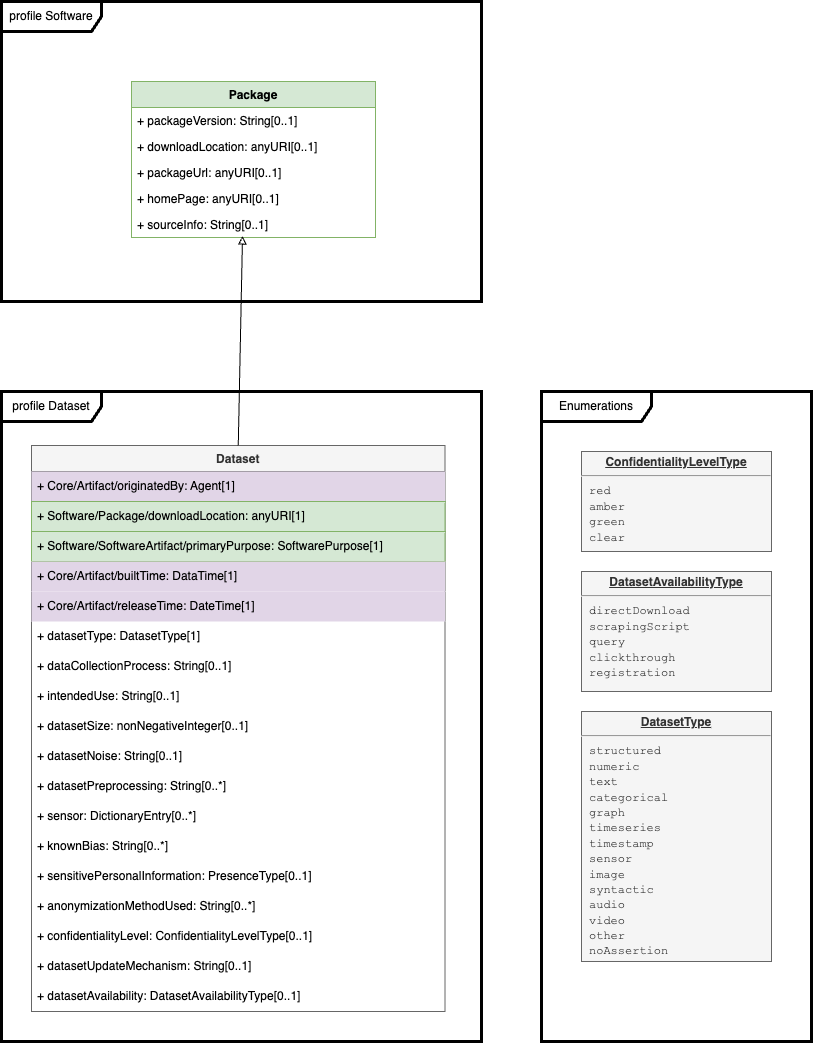 profile Software
Package
+ packageVersion: String[0..1]
+ downloadLocation: anyURI[0..1]
+ packageUrl: anyURI[0..1]
+ homePage: anyURI[0..1]
+ sourceInfo: String[0..1]
profile Dataset
Dataset
+ Core/Artifact/originatedBy: Agent[1]
+ Software/Package/downloadLocation: anyURI[1]
+ Software/SoftwareArtifact/primaryPurpose: SoftwarePurpose[1]
+ Core/Artifact/builtTime: DataTime[1]
+ Core/Artifact/releaseTime: DateTime[1]
+ datasetType: DatasetType[1]
+ dataCollectionProcess: String[0..1]
+ intendedUse: String[0..1]
+ datasetSize: nonNegativeInteger[0..1]
+ datasetNoise: String[0..1]
+ datasetPreprocessing: String[0..*]
+ sensor: DictionaryEntry[0..*]
+ knownBias: String[0..*]
+ sensitivePersonalInformation: PresenceType[0..1]
+ anonymizationMethodUsed: String[0..*]
+ confidentialityLevel: ConfidentialityLevelType[0..1]
+ datasetUpdateMechanism: String[0..1]
+ datasetAvailability: DatasetAvailabilityType[0..1]
Enumerations
ConfidentialityLevelType
red
amber
green
clear
DatasetAvailabilityType
directDownload
scrapingScript
query
clickthrough
registration
DatasetType
structured
numeric
text
categorical
graph
timeseries
timestamp
sensor
image
syntactic
audio
video
other
noAssertion